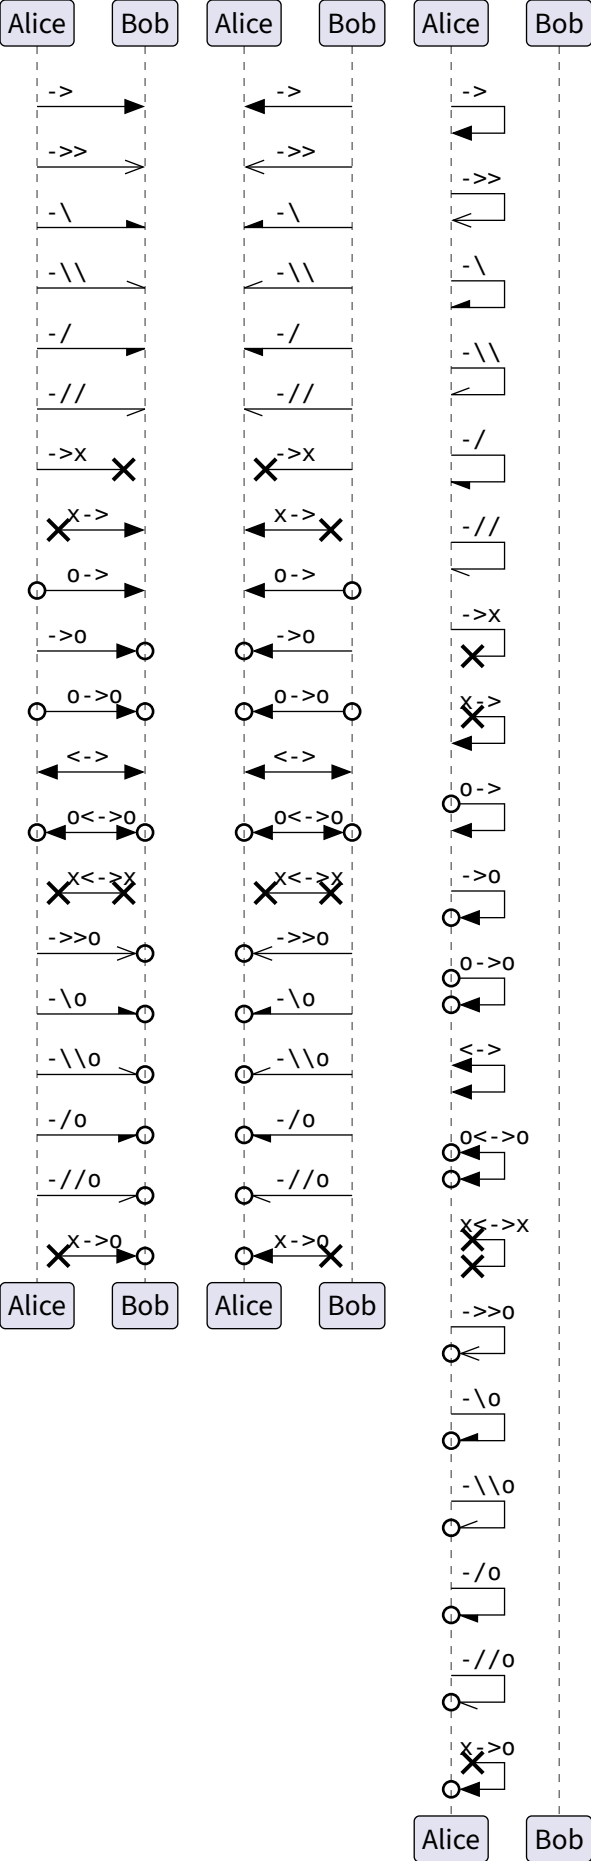 Alice Bob Alice Bob Alice Bob
-> -> ->
->> ->>
->>
-\ -\
-\
-\\ -\\
-/ -/
-\\
-// -//
-/
->x ->x
x-> x->
-//
o-> o->
->x
->o ->o
o->o o->o
x->
<-> <->
o->
o<->o o<->o
x<->x x<->x
->o
->>o ->>o
o->o
-\o -\o
-\\o -\\o
<->
-/o -/o
o<->o
-//o -//o
x->o x->o
x<->x
Alice Bob Alice Bob
->>o
-\o
-\\o
-/o
-//o
x->o
Alice Bob